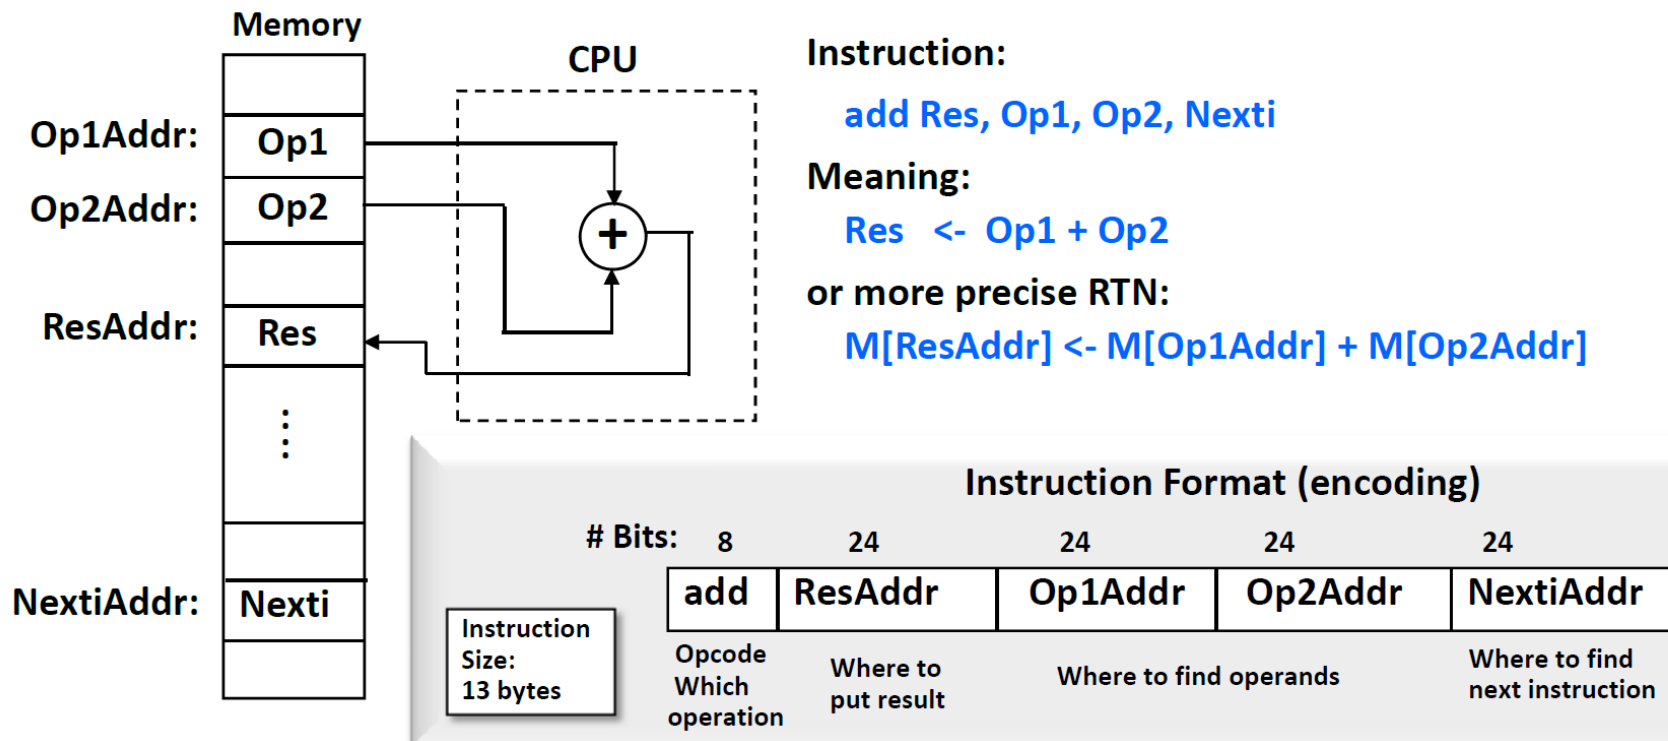 Memory
CPU
Op1Addr:
Op1
Op2Addr:
Op2
+
ResAddr:
Res
NextiAddr:
Nexti
Instruction:
add Res, Op1, Op2, Nexti
Meaning:
Res <- Op1 + Op2
or more precise RTN:
M[ResAddr] <- M[Op1Addr] + M[Op2Addr]
Instruction Format (encoding)
# Bits: 8 24 24 24 24
add ResAddr Op1Addr Op2Addr NextiAddr
Instruction
Size:
13 bytes
Opcode
Which
operation
Where to
put result
Where to find operands
Where to find
next instruction